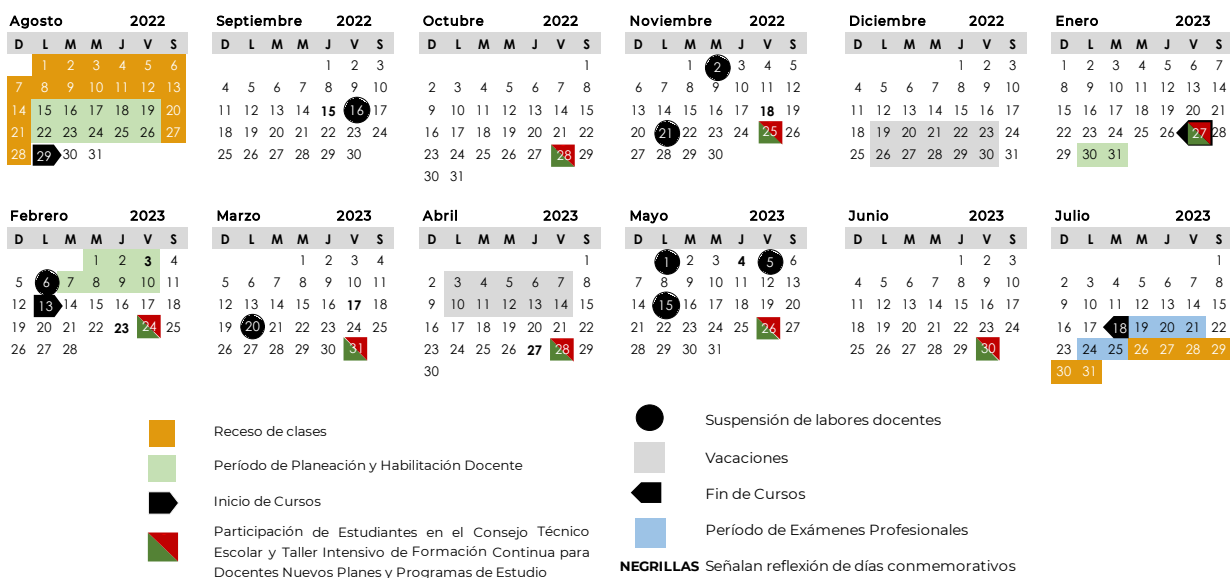 Agosto 2022 Septiembre 2022 Octubre 2022 Noviembre 2022 Diciembre 2022 Enero 2023
D L M M J V S D L M M J V S D L M M J V S D L M M J V S D L M M J V S D L M M J V S
1 2 3 4 5 6 1 2 3 1 1 2 3 4 5 1 2 3 1 2 3 4 5 6 7
7 8 9 10 11 12 13 4 5 6 7 8 9 10 2 3 4 5 6 7 8 6 7 8 9 10 11 12 4 5 6 7 8 9 10 8 9 10 11 12 13 14
14 15 16 17 18 19 20 11 12 13 14 15 16 17 9 10 11 12 13 14 15 13 14 15 16 17 18 19 11 12 13 14 15 16 17 15 16 17 18 19 20 21
21 22 23 24 25 26 27 18 19 20 21 22 23 24 16 17 18 19 20 21 22 20 21 22 23 24 25 26 18 19 20 21 22 23 24 22 23 24 25 26 27 28
28 29 30 31 25 26 27 28 29 30 23 24 25 26 27 28 29 27 28 29 30 25 26 27 28 29 30 31 29 30 31
30 31
Febrero 2023 Marzo 2023 Abril 2023 Mayo 2023 Junio 2023 Julio 2023
D L M M J V S D L M M J V S D L M M J V S D L M M J V S D L M M J V S D L M M J V S
1 2 3 4 1 2 3 4 1 1 2 3 4 5 6 1 2 3 1
5 6 7 8 9 10 11 5 6 7 8 9 10 11 2 3 4 5 6 7 8 7 8 9 10 11 12 13 4 5 6 7 8 9 10 2 3 4 5 6 7 8
12 13 14 15 16 17 18 12 13 14 15 16 17 18 9 10 11 12 13 14 15 14 15 16 17 18 19 20 11 12 13 14 15 16 17 9 10 11 12 13 14 15
19 20 21 22 23 24 25 19 20 21 22 23 24 25 16 17 18 19 20 21 22 21 22 23 24 25 26 27 18 19 20 21 22 23 24 16 17 18 19 20 21 22
26 27 28 26 27 28 29 30 31 23 24 25 26 27 28 29 28 29 30 31 25 26 27 28 29 30 23 24 25 26 27 28 29
30 30 31
Receso de clases
Período de Planeación y Habilitación Docente
Inicio de Cursos
Participación de Estudiantes en el Consejo Técnico
Escolar y Taller Intensivo de Formación Continua para
Docentes Nuevos Planes y Programas de Estudio
Suspensión de labores docentes
Vacaciones
Fin de Cursos
Período de Exámenes Profesionales
NEGRILLAS Señalan reflexión de días conmemorativos